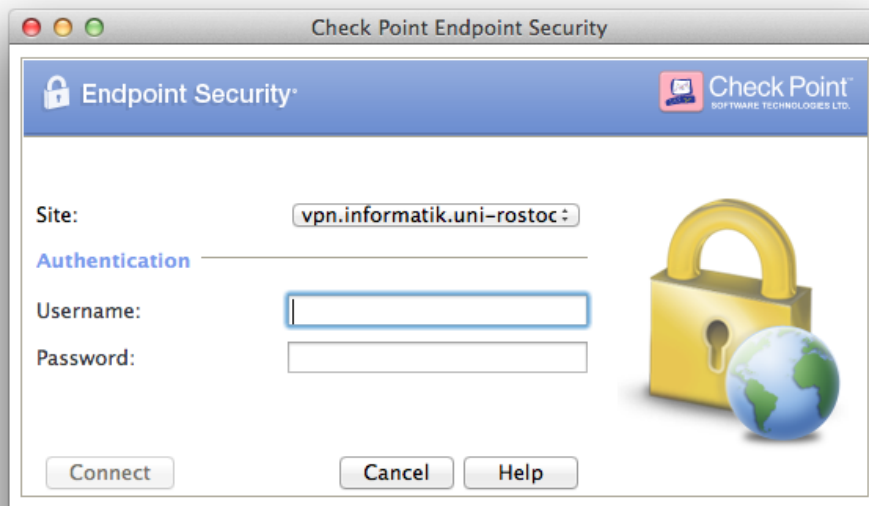 Check Point Endpoint Security
Endpoint Security
Check Point™
SOFTWARE TECHNOLOGIES LTD.
Site:
vpn.informatik.uni-rostoc
Authentication
Username:
Password:
Connect
Cancel
Help